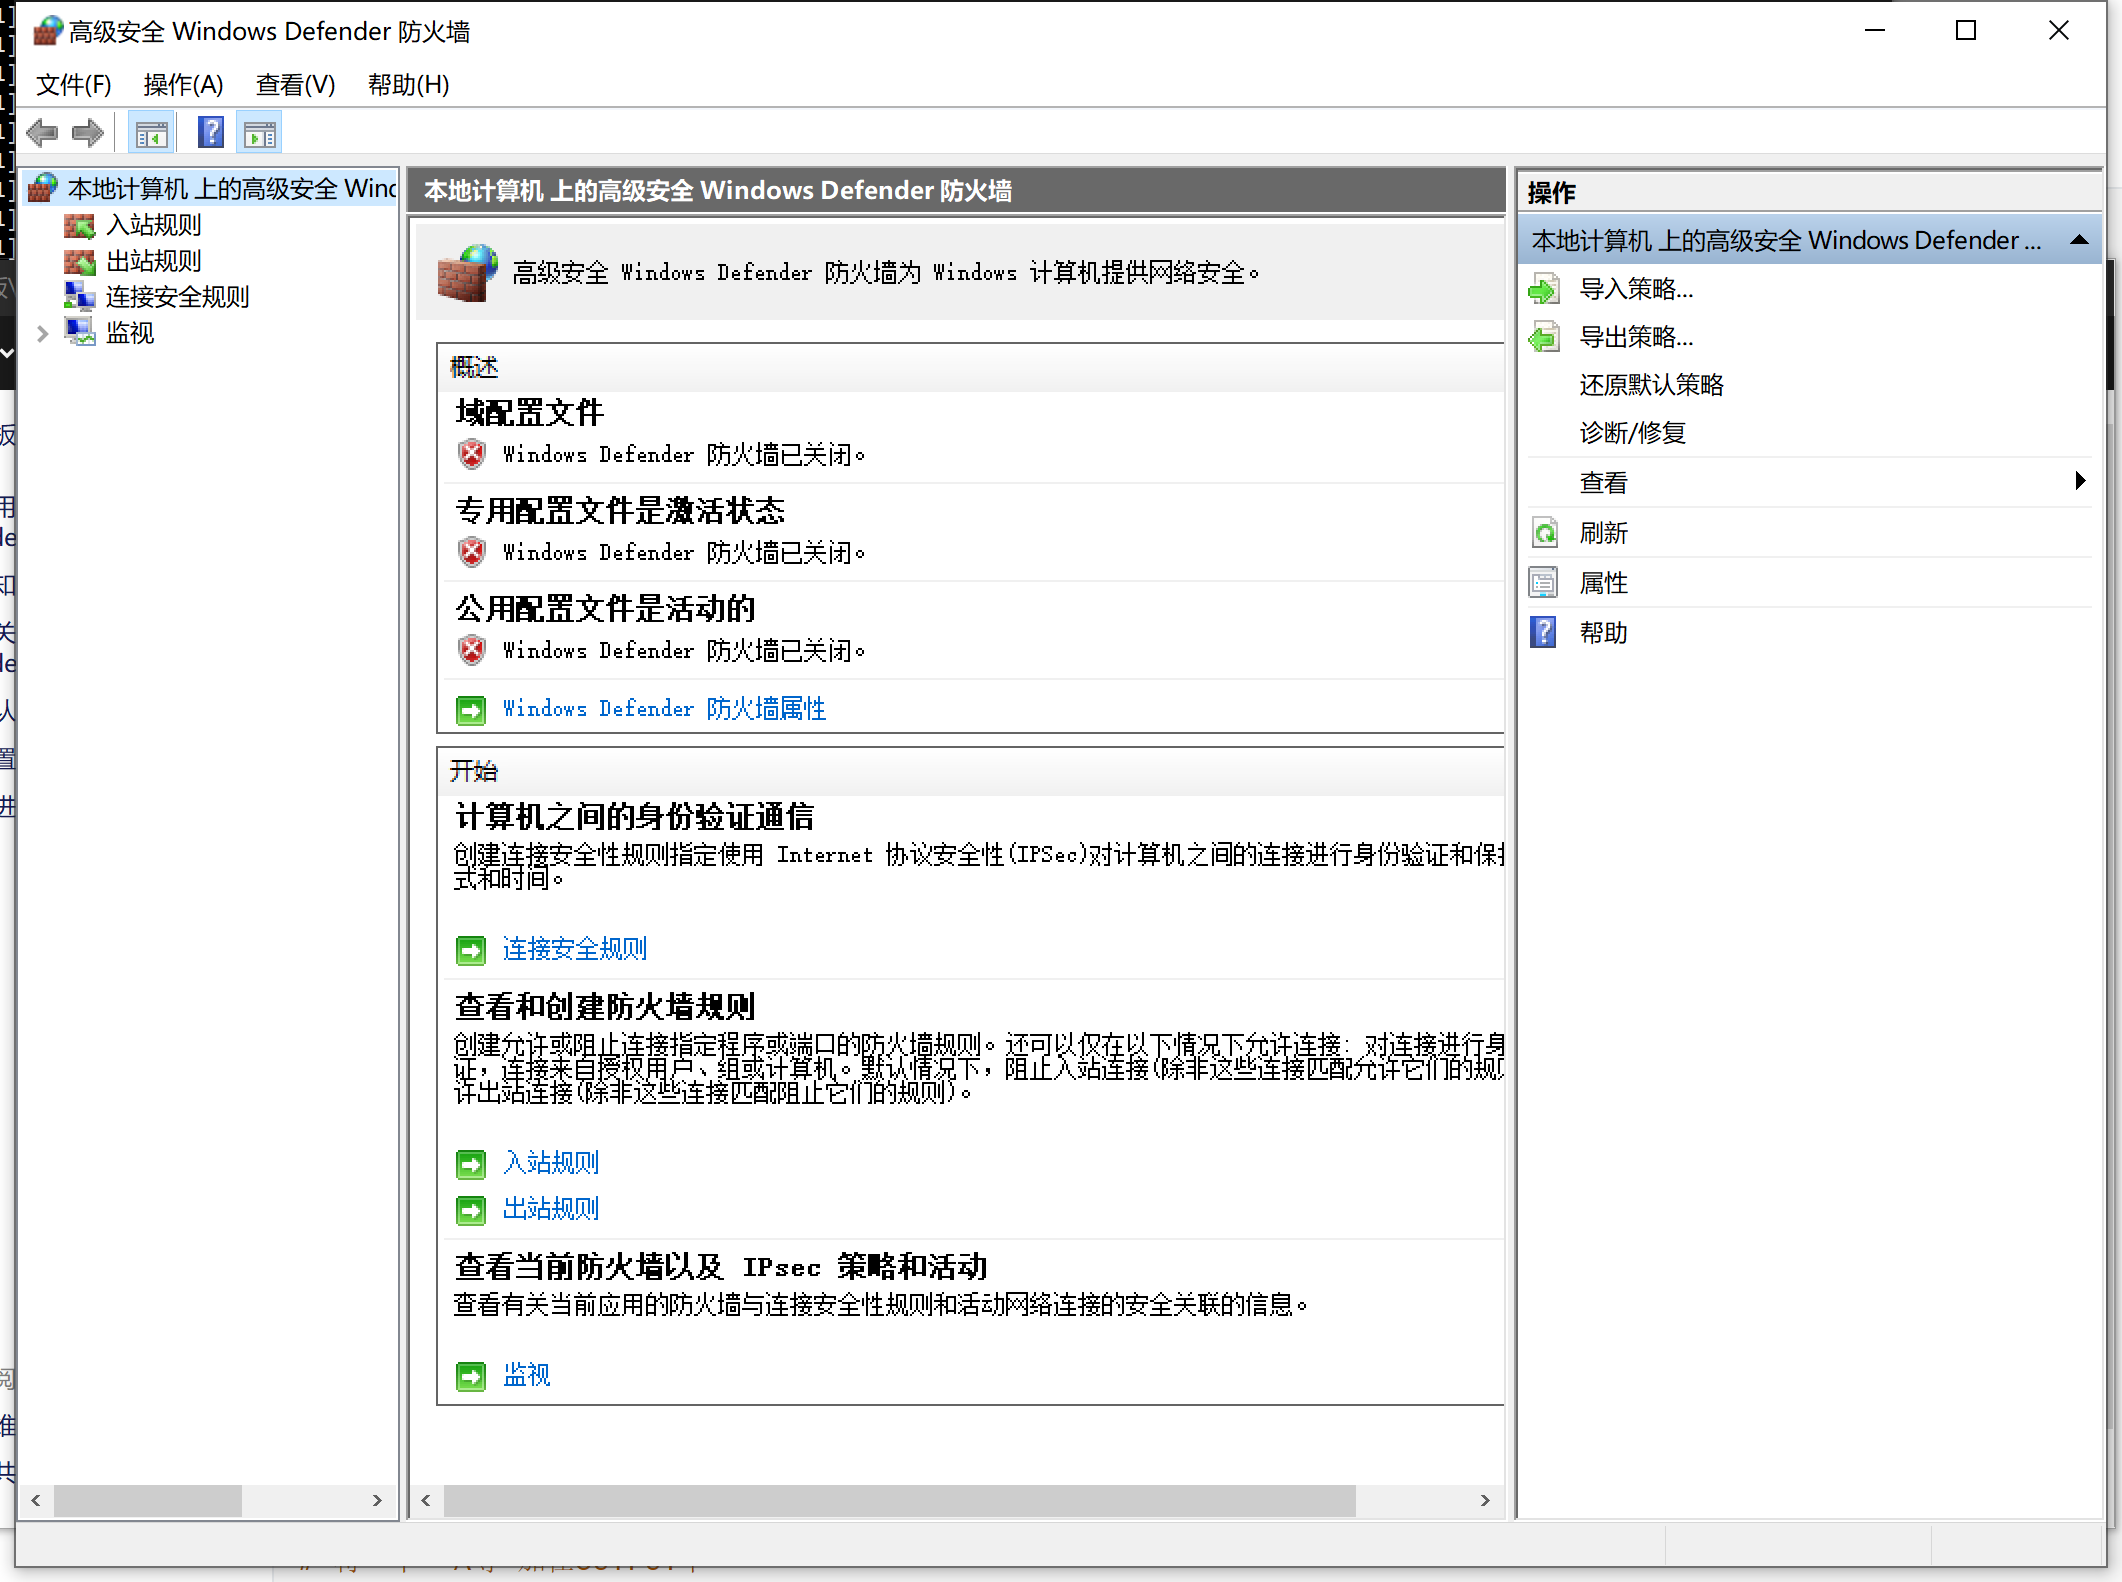 高级安全 Windows Defender 防火墙
文件(F) 操作(A) 查看(V) 帮助(H)
本地计算机 上的高级安全 Wind
入站规则
出站规则
连接安全规则
监视
本地计算机 上的高级安全 Windows Defender 防火墙
高级安全 Windows Defender 防火墙为 Windows 计算机提供网络安全。
概述
域配置文件
Windows Defender 防火墙已关闭。
专用配置文件是激活状态
Windows Defender 防火墙已关闭。
公用配置文件是活动的
Windows Defender 防火墙已关闭。
Windows Defender 防火墙属性
开始
计算机之间的身份验证通信
创建连接安全性规则指定使用 Internet 协议安全性(IPSec)对计算机之间的连接进行身份验证和保护
式和时间。
连接安全规则
查看和创建防火墙规则
创建允许或阻止连接指定程序或端口的防火墙规则。还可以仅在以下情况下允许连接: 对连接进行身
证，连接来自授权用户、组或计算机。默认情况下，阻止入站连接(除非这些连接匹配允许它们的规则
许出站连接(除非这些连接匹配阻止它们的规则)。
入站规则
出站规则
查看当前防火墙以及 IPsec 策略和活动
查看有关当前应用的防火墙与连接安全性规则和活动网络连接的安全关联的信息。
监视
操作
本地计算机 上的高级安全 Windows Defender ...
导入策略...
导出策略...
还原默认策略
诊断/修复
查看
刷新
属性
帮助